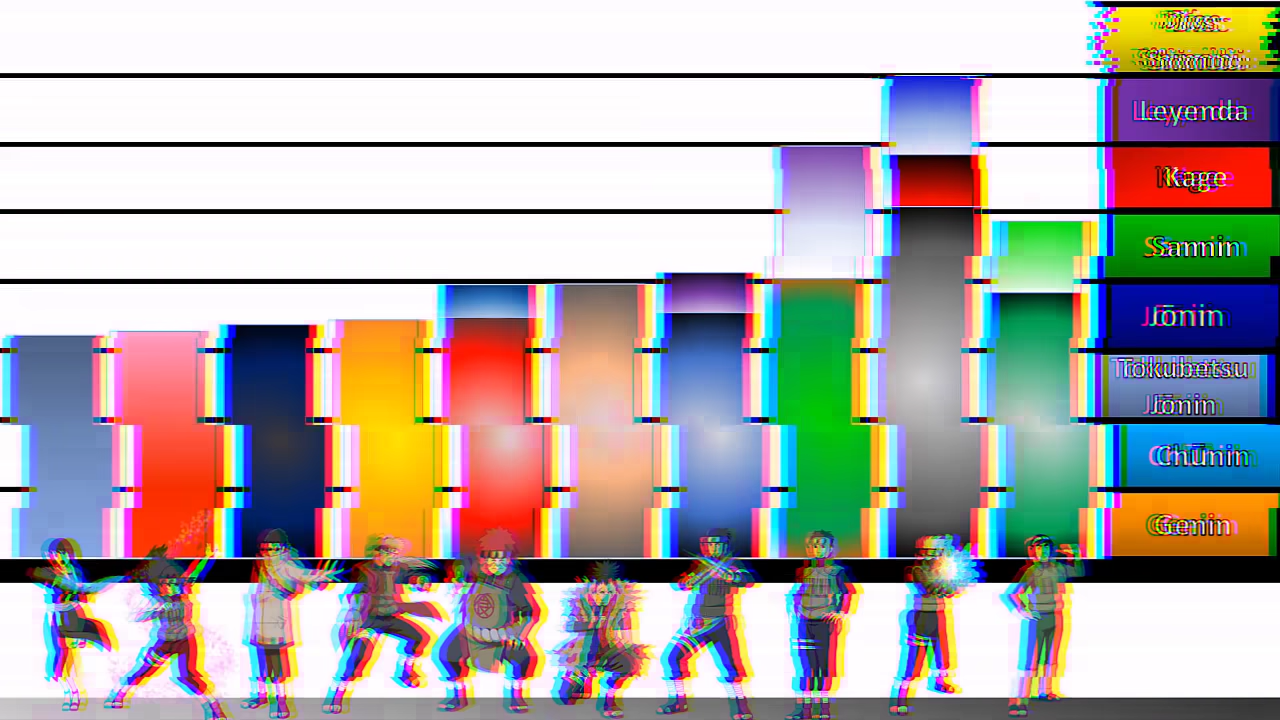 Leyenda
Kage
Sannin
Jōnin
Tokubetsu
Jōnin
Chūnin
Genin